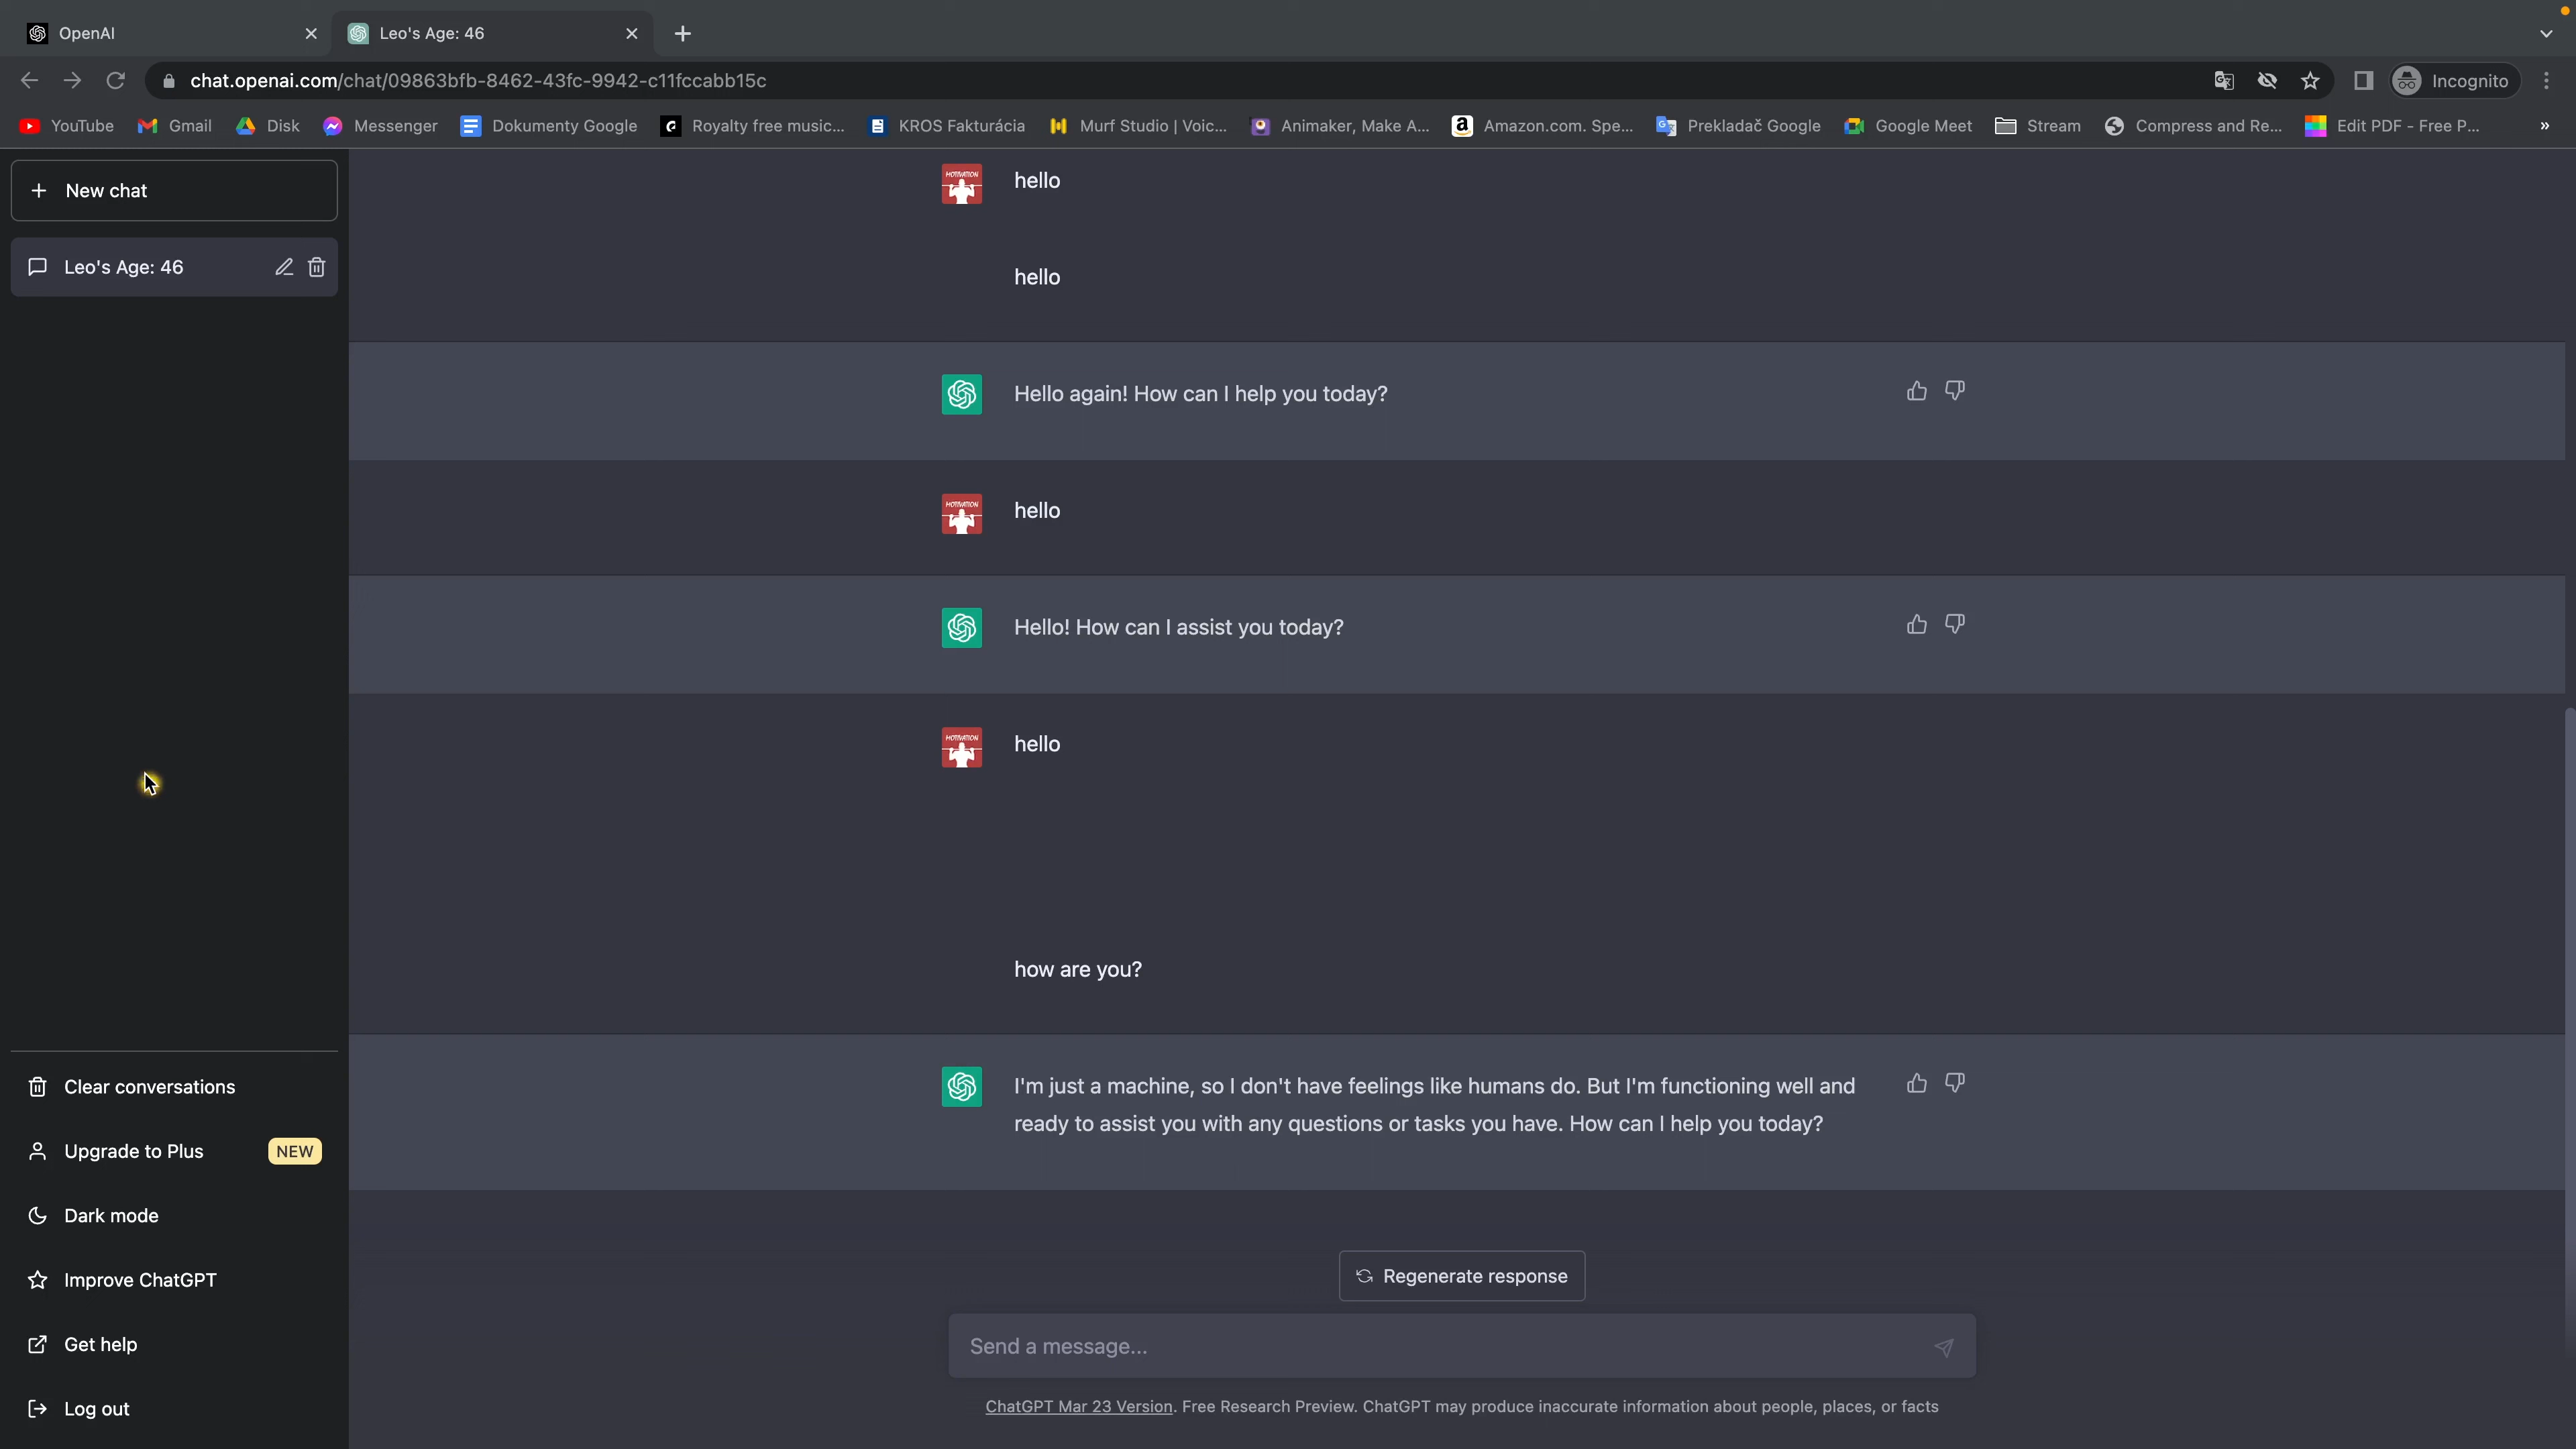 OpenAI
Leo's Age: 46
chat.openai.com/chat/09863bfb-8462-43fc-9942-c11fccabb15c
Incognito
YouTube
Gmail
Disk
Messenger
Dokumenty Google
Royalty free music...
KROS Fakturácia
Murf Studio | Voic...
Animaker, Make A...
Amazon.com. Spe...
Prekladač Google
Google Meet
Stream
Compress and Re...
Edit PDF - Free P...
»
New chat
Leo's Age: 46
MOTIVATION
hello
hello
Hello again! How can I help you today?
MOTIVATION
hello
Hello! How can I assist you today?
MOTIVATION
hello
how are you?
I'm just a machine, so I don't have feelings like humans do. But I'm functioning well and
ready to assist you with any questions or tasks you have. How can I help you today?
Clear conversations
Upgrade to Plus
NEW
Dark mode
Improve ChatGPT
Get help
Log out
Regenerate response
Send a message...
ChatGPT Mar 23 Version. Free Research Preview. ChatGPT may produce inaccurate information about people, places, or facts